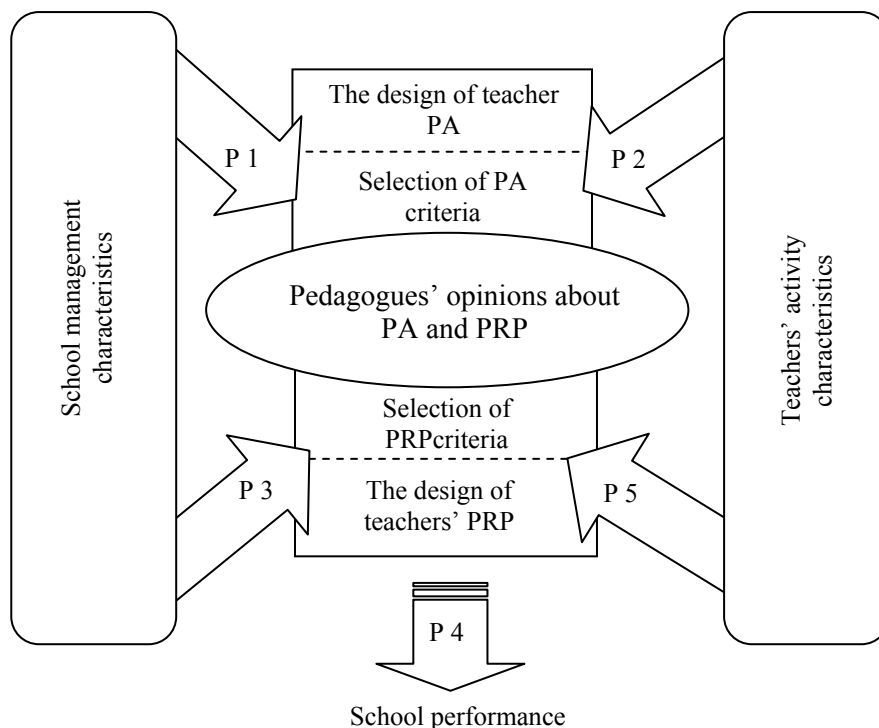 School management
characteristics
The design of teacher
PA
P 1
P 2
Selection of PA
criteria
Pedagogues’ opinions about
PA and PRP
Selection of
PRPcriteria
P 3
P 5
The design of
teachers’ PRP
P 4
School performance
Teachers’ activity
characteristics